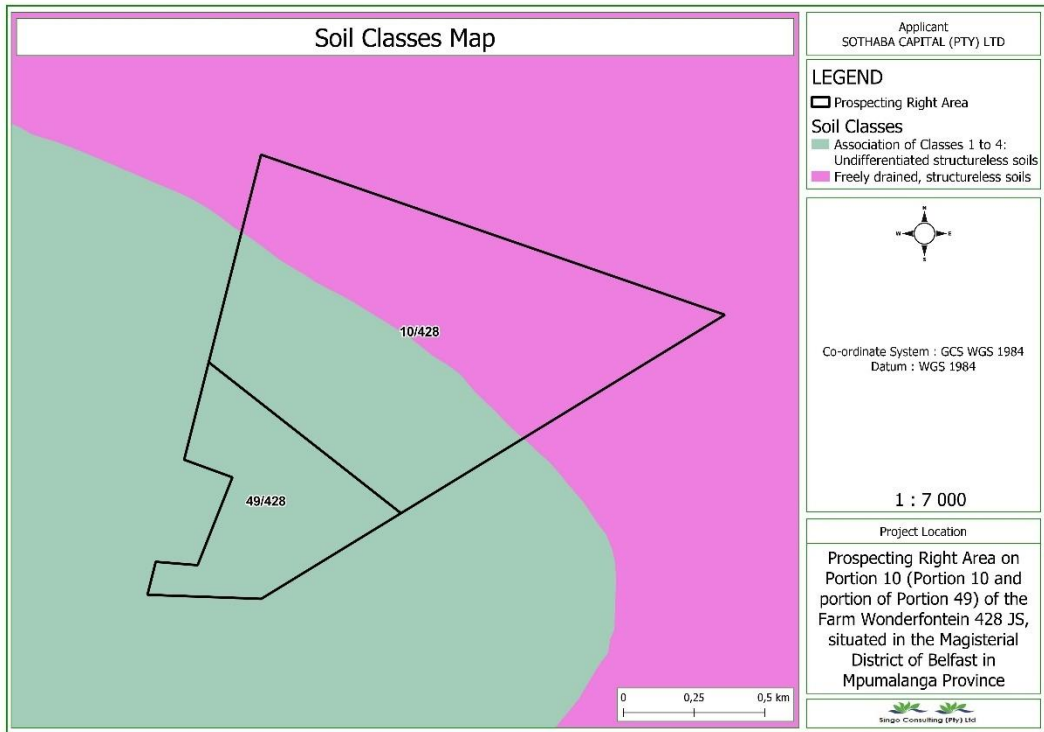 Soil Classes Map
10/428
49/428
0 0,25 0,5 km
Applicant
SOTHABA CAPITAL (PTY) LTD
LEGEND
Prospecting Right Area
Soil Classes
Association of Classes 1 to 4:
Undifferentiated structureless soils
Freely drained, structureless soils
N
W E
S
Co-ordinate System : GCS WGS 1984
Datum : WGS 1984
1 : 7 000
Project Location
Prospecting Right Area on
Portion 10 (Portion 10 and
portion of Portion 49) of the
Farm Wonderfontein 428 JS,
situated in the Magisterial
District of Belfast in
Mpumalanga Province
Singo Consulting (Pty) Ltd